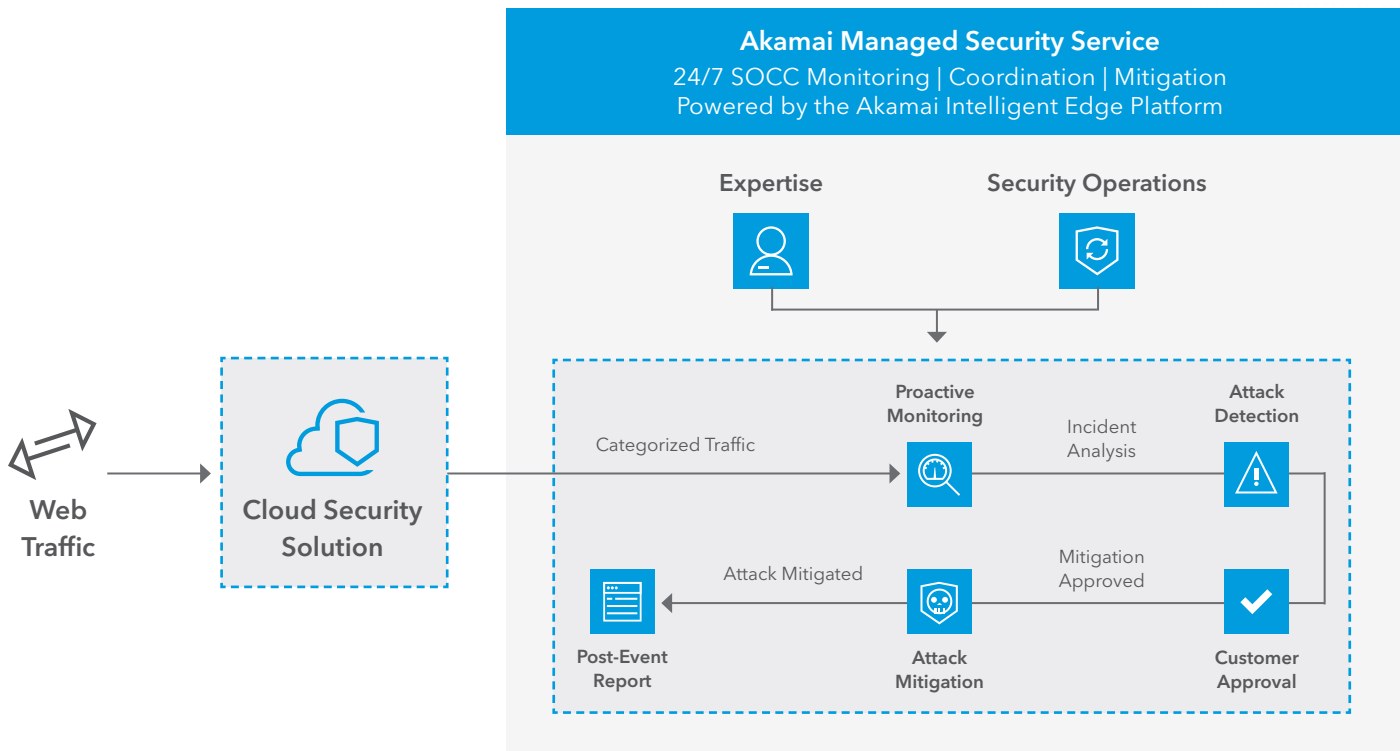 Akamai Managed Security Service
24/7 SOCC Monitoring | Coordination | Mitigation
Powered by the Akamai Intelligent Edge Platform
Expertise
Security Operations
Web
Traffic
Cloud Security
Solution
Categorized Traffic
Proactive
Monitoring
Incident
Analysis
Attack
Detection
Mitigation
Approved
Customer
Approval
Attack
Mitigation
Attack Mitigated
Post-Event
Report